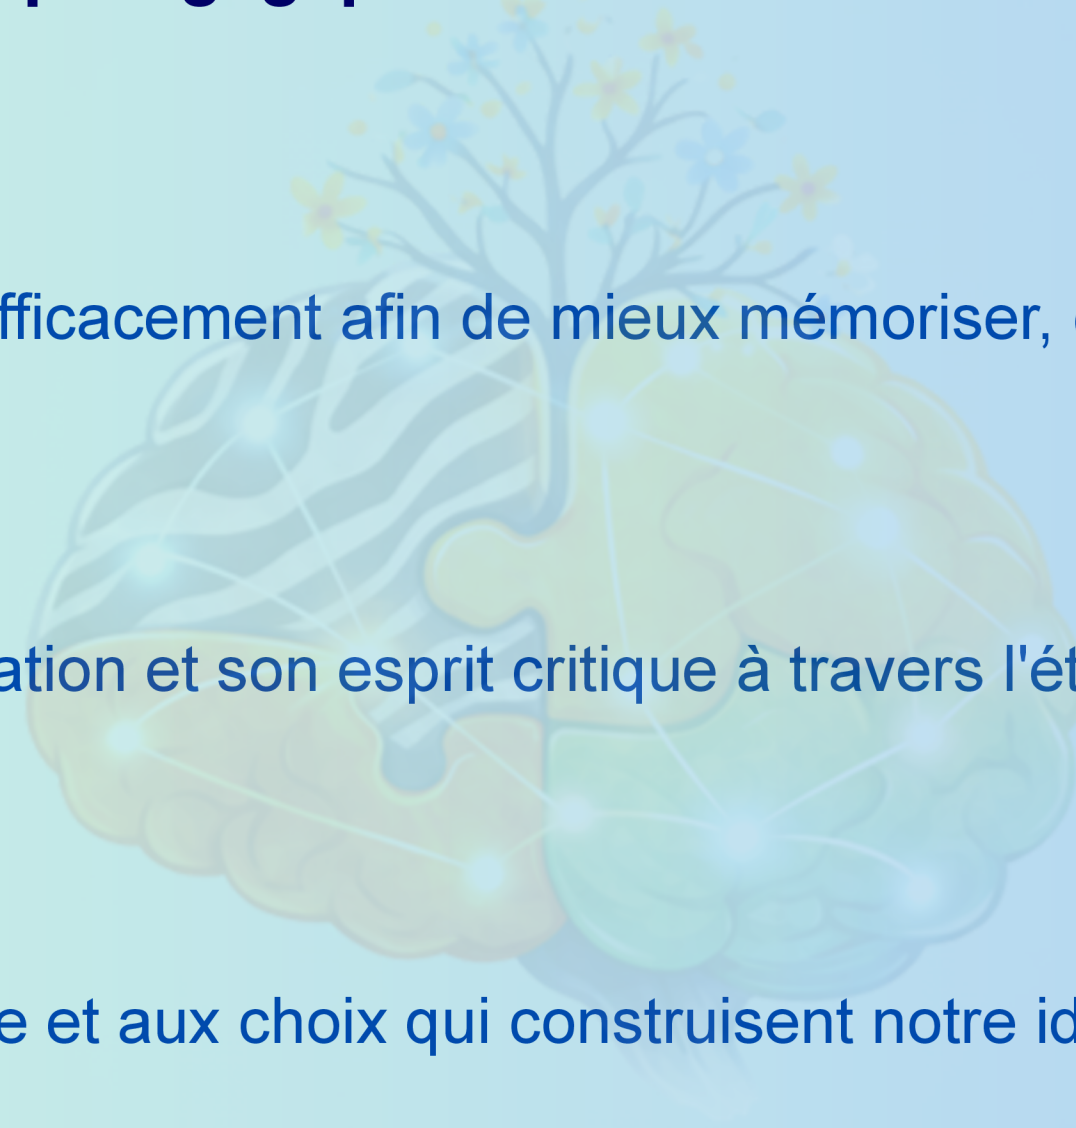 fficacement afin de mieux mémoriser,
ation et son esprit critique à travers l'ét
e et aux choix qui construisent notre id